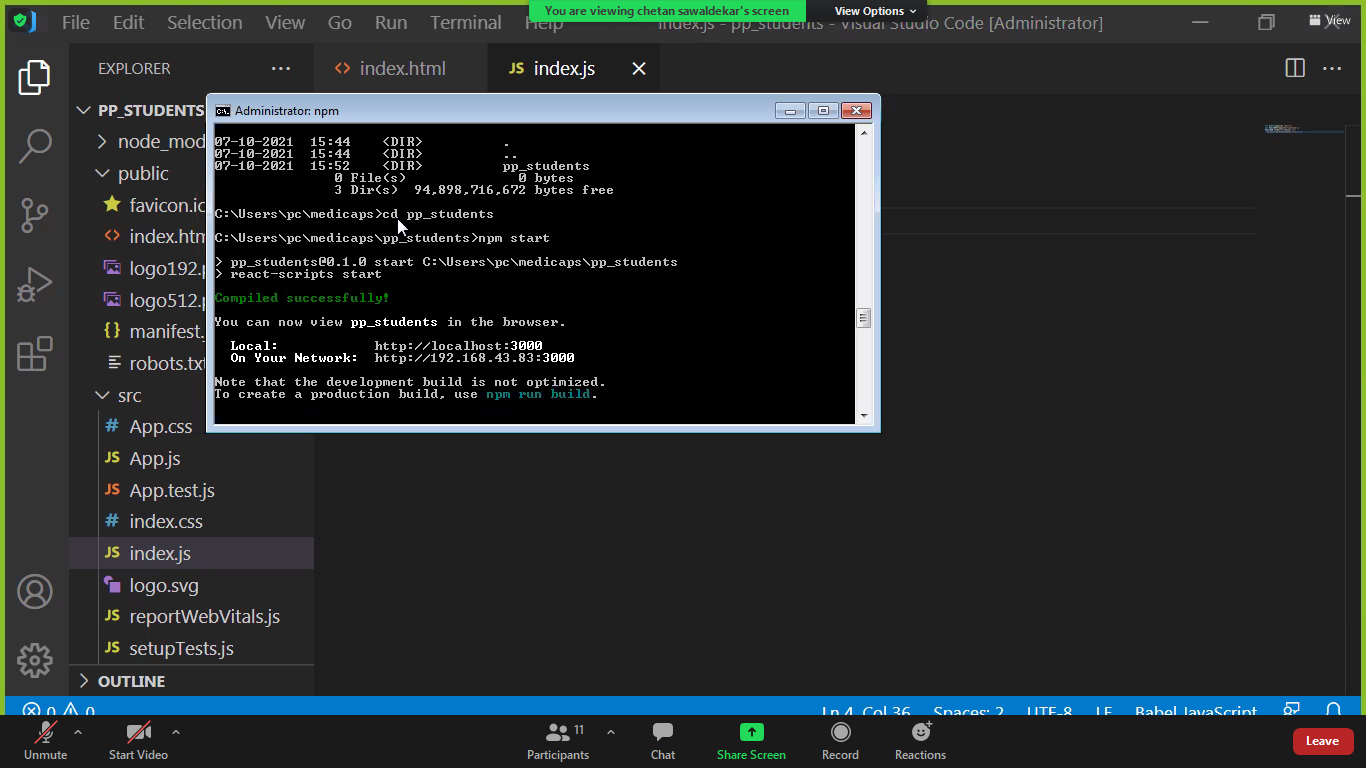 You are viewing chetan sawaldekar's screen View Options
File Edit Selection View Go Run Terminal Help index.js - pp_students - Visual Studio Code [Administrator] View
EXPLORER
index.html
JS index.js
PP_STUDENTS
node_mod
public
favicon.ic
index.htm
logo192.p
logo512.p
manifest.
robots.txt
src
App.css
JS App.js
JS App.test.js
index.css
JS index.js
logo.svg
JS reportWebVitals.js
JS setupTests.js
OUTLINE
Administrator: npm
07-10-2021 15:44 <DIR> .
07-10-2021 15:44 <DIR> ..
07-10-2021 15:52 <DIR> pp_students
0 File(s) 0 bytes
3 Dir(s) 94,898,716,672 bytes free
C:\Users\pc\medicaps>cd pp_students
C:\Users\pc\medicaps\pp_students>npm start
> pp_students@0.1.0 start C:\Users\pc\medicaps\pp_students
> react-scripts start
Compiled successfully!
You can now view pp_students in the browser.
Local: http://localhost:3000
On Your Network: http://192.168.43.83:3000
Note that the development build is not optimized.
To create a production build, use npm run build.
0 0 Ln 4, Col 36 Spaces: 2 UTF-8 LF Babel JavaScript
Unmute Start Video Participants 11 Chat Share Screen Record Reactions Leave